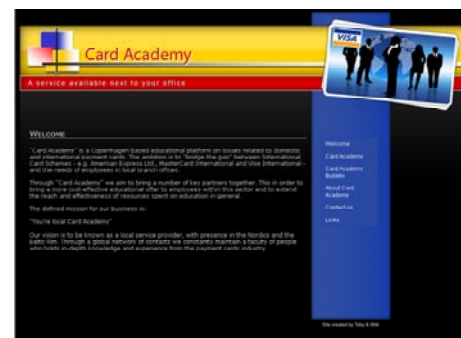 VISA
Card Academy
A service available next to your office
WELCOME
"Card Academy" is a Copenhagen based educational platform on issues related to domestic
and international payment cards. The ambition is to "bridge the gap" between International
Card Schemes - e.g. American Express Ltd., MasterCard International and Visa International -
and the needs of employees in local branch offices.
Through "Card Academy" we aim to bring a number of key partners together. This in order to
bring a more cost-effective educational offer to employees within this sector and to extend
the reach and effectiveness of resources spent on education in general.
The defined mission for our business is:
"You're local Card Academy"
Our vision is to be known as a local service provider, with presence in the Nordics and the
Baltic Rim. Through a global network of contacts we constantly maintain a faculty of people
who holds in-depth knowledge and experience from the payment cards industry.
Welcome
Card Academy
Card Academy
Bulletin
About Card
Academy
Contact us
Links
Site created by Toby &